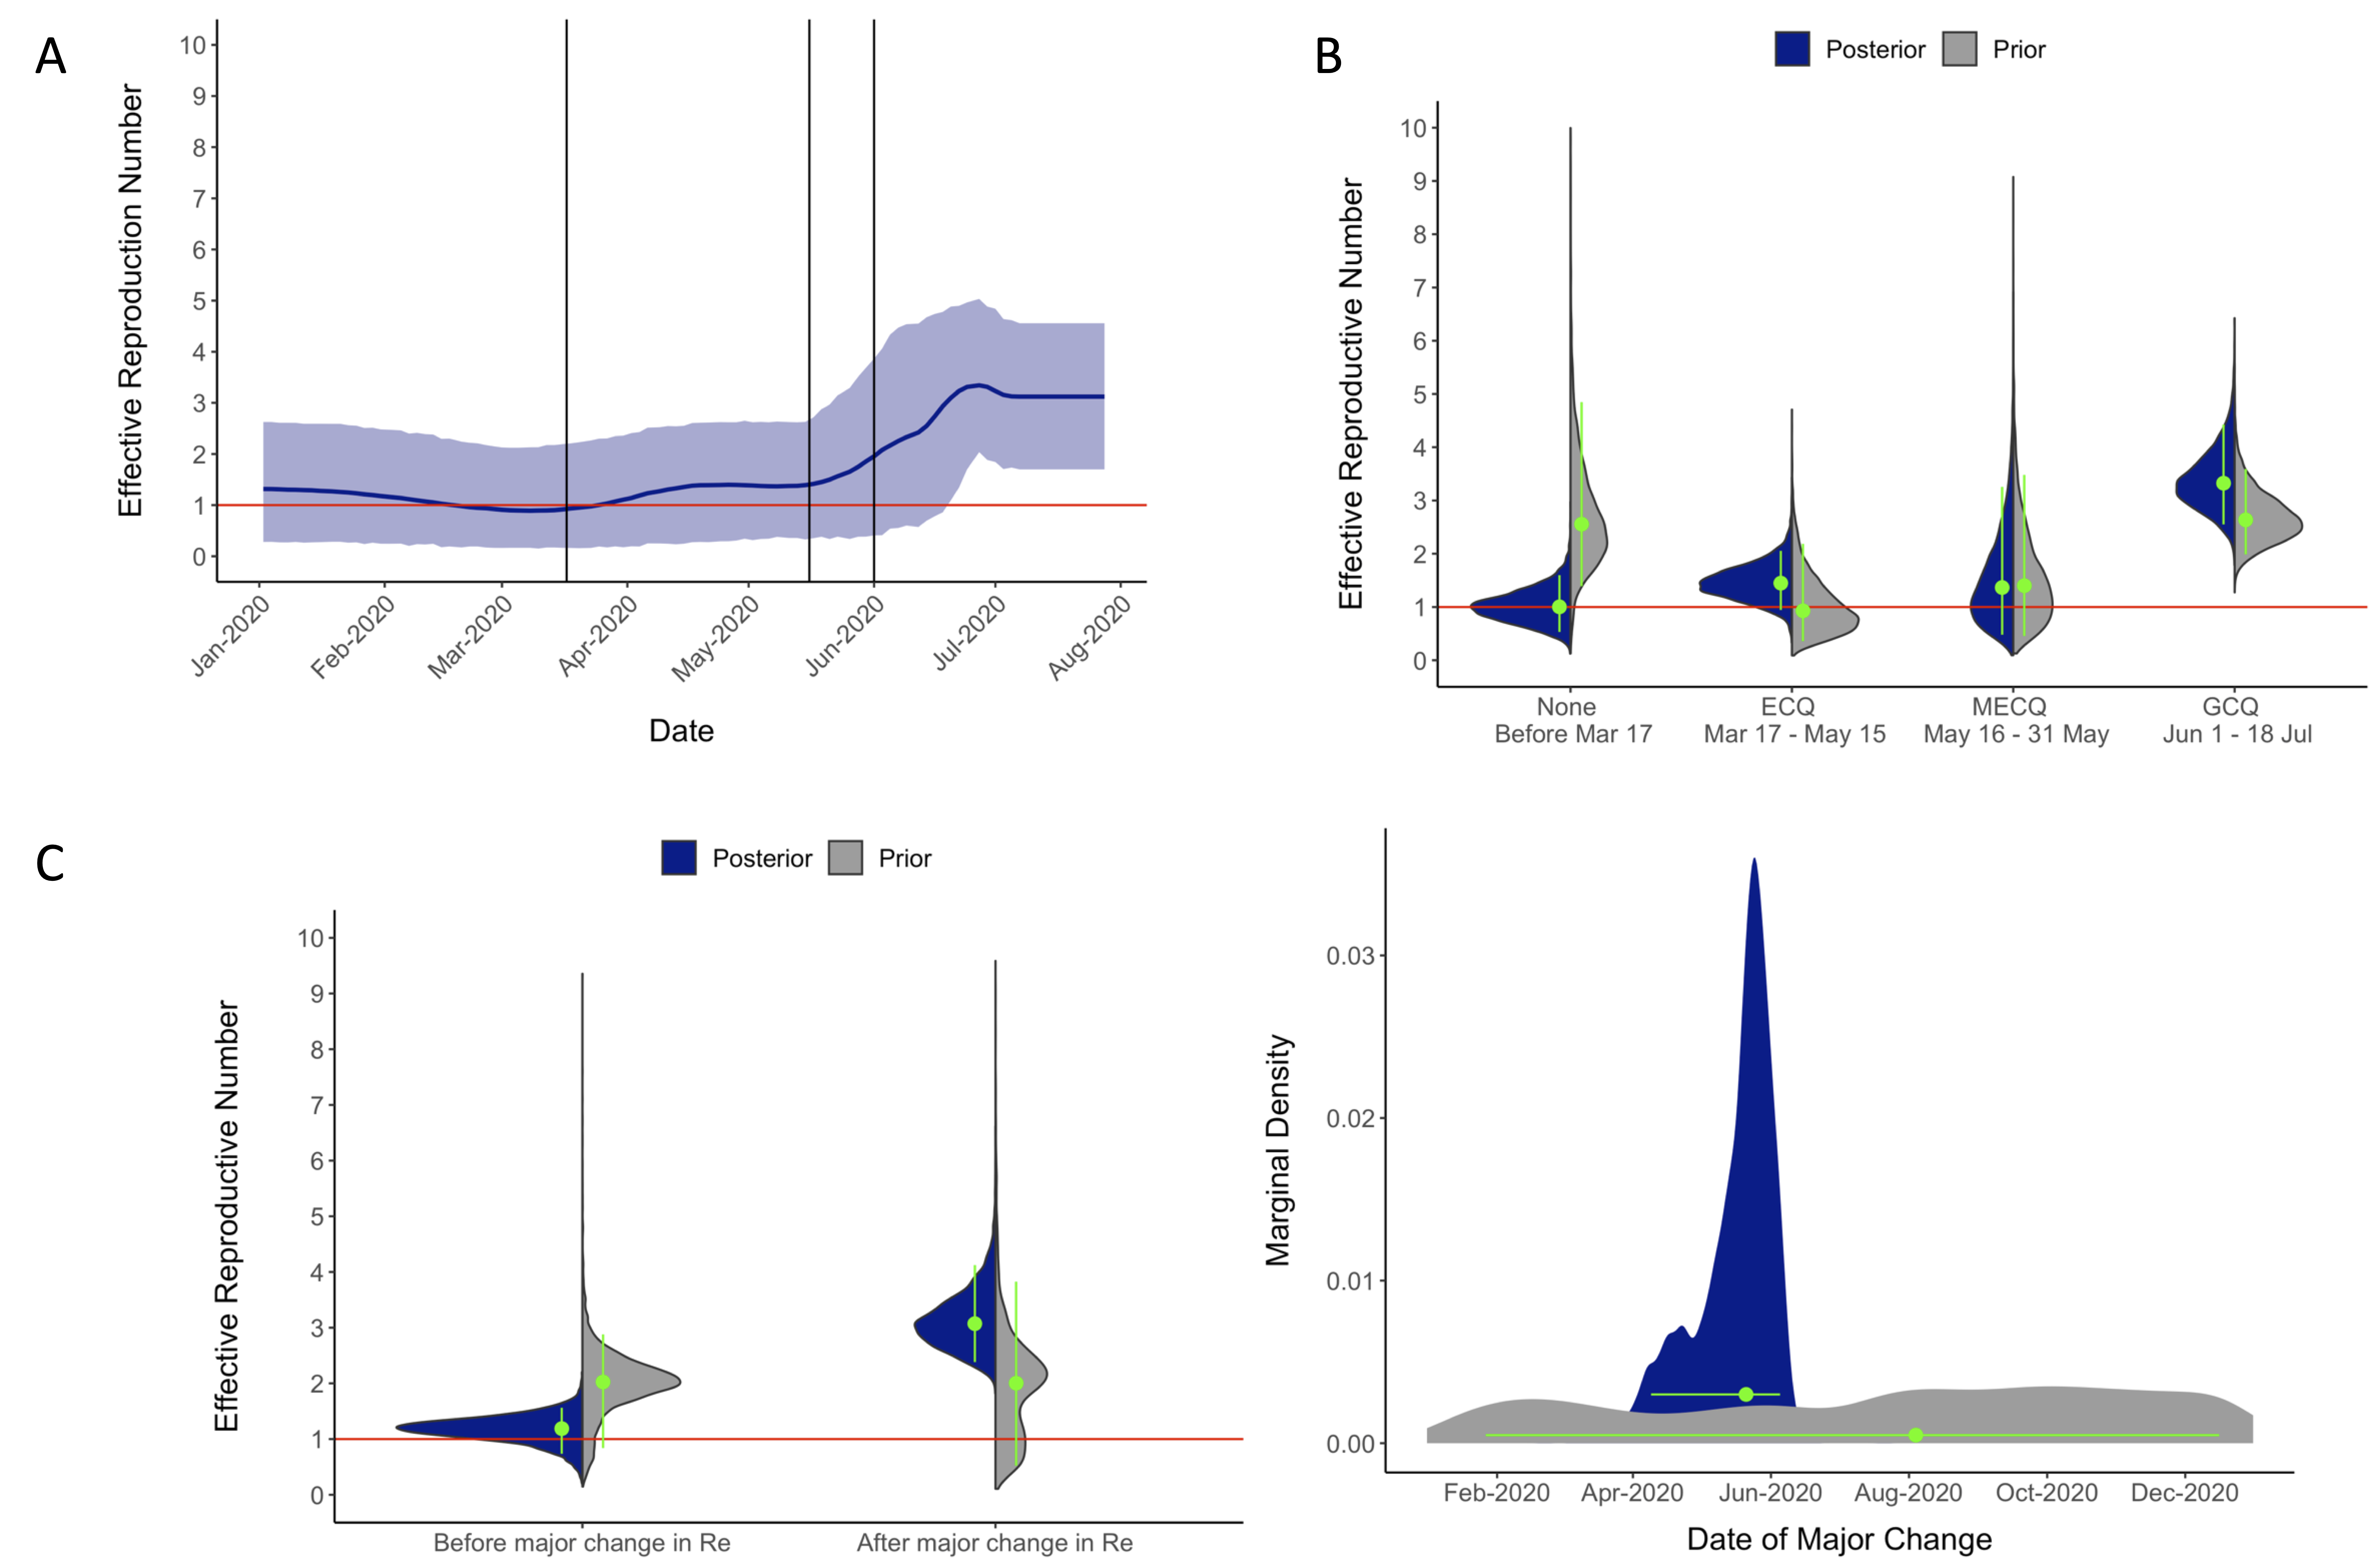 A
Effective Reproduction Number
10
9
8
7
6
5
4
3
2
1
0
Jan-2020
Feb-2020
Mar-2020
Apr-2020
May-2020
Jun-2020
Jul-2020
Aug-2020
Date
B
Posterior
Prior
Effective Reproductive Number
10
9
8
7
6
5
4
3
2
1
0
None
Before Mar 17
ECQ
Mar 17 - May 15
MECQ
May 16 - 31 May
GCQ
Jun 1 - 18 Jul
C
Posterior
Prior
Effective Reproductive Number
10
9
8
7
6
5
4
3
2
1
0
Before major change in Re
After major change in Re
Marginal Density
0.03
0.02
0.01
0.00
Feb-2020
Apr-2020
Jun-2020
Aug-2020
Oct-2020
Dec-2020
Date of Major Change